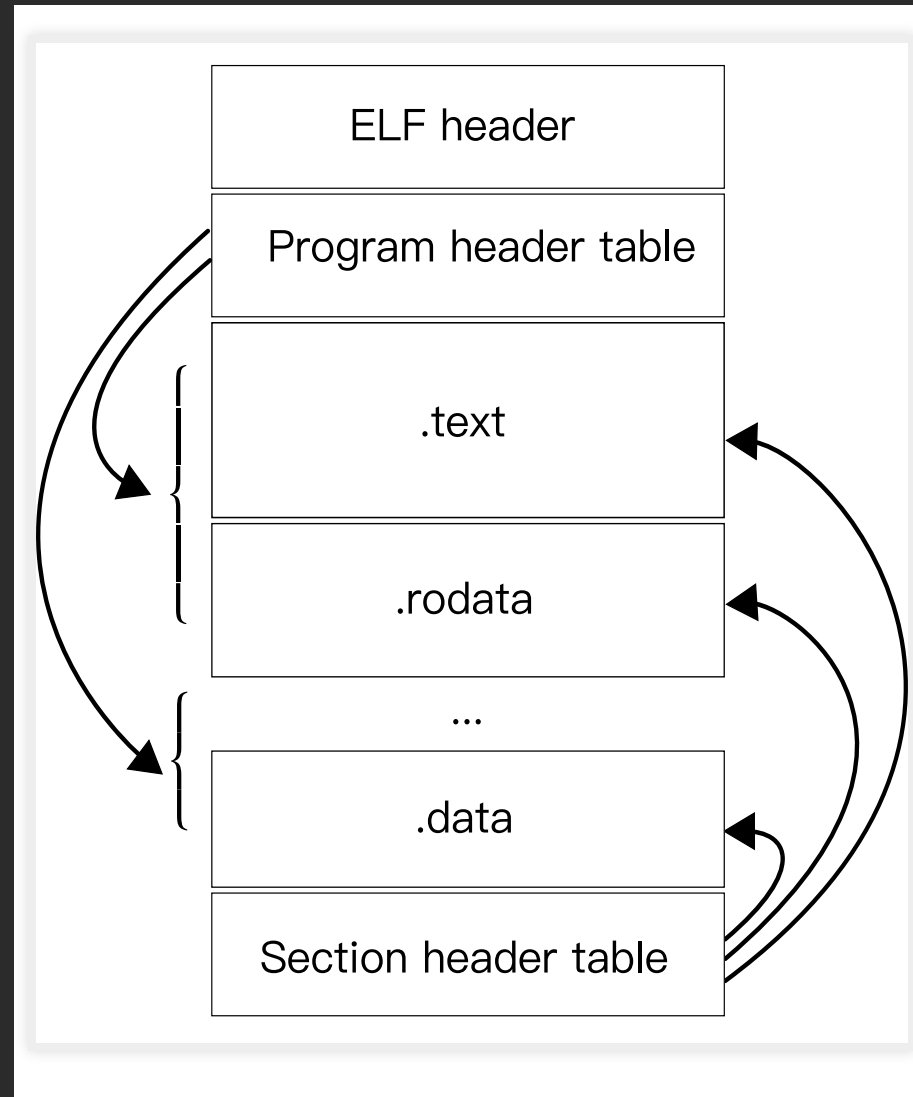 ELF header
Program header table
.text
.rodata
...
.data
Section header table